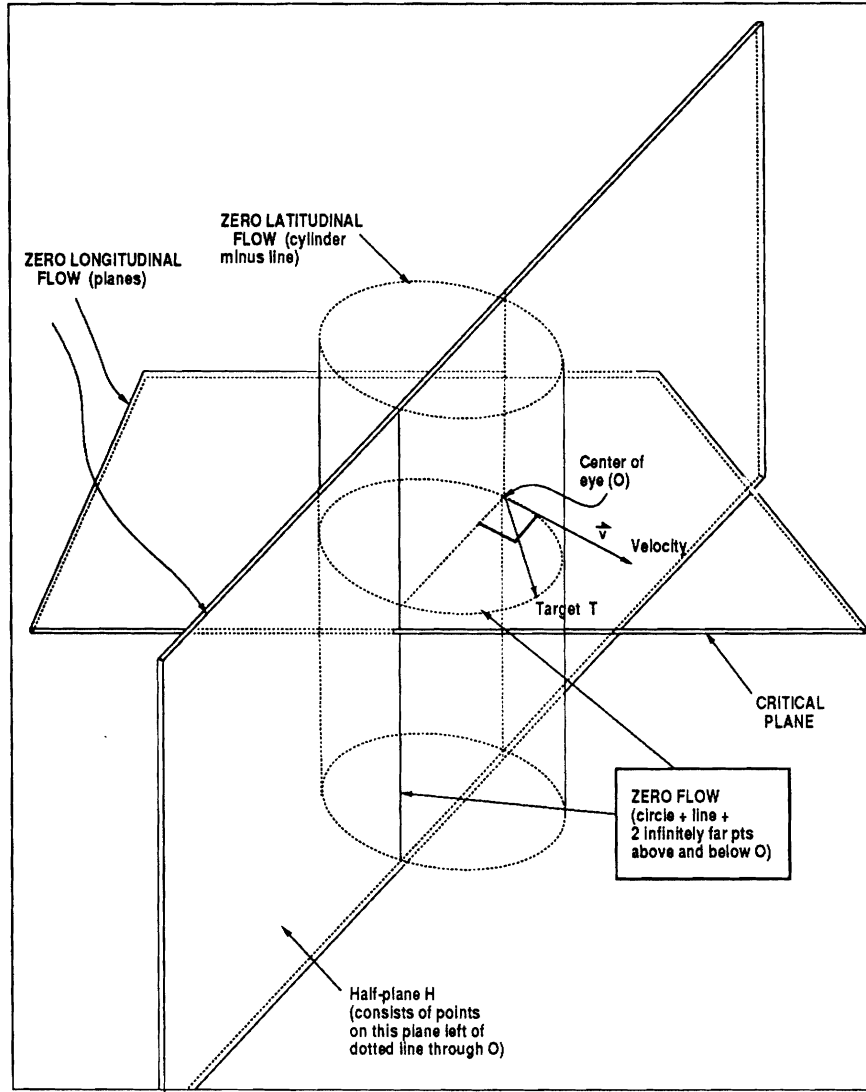 ZERO LATITUDINAL
FLOW (cylinder
minus line)
ZERO LONGITUDINAL
FLOW (planes)
Center of
eye (O)
v
Velocity
Target T
CRITICAL
PLANE
ZERO FLOW
(circle + line +
2 infinitely far pts
above and below O)
Half-plane H
(consists of points
on this plane left of
dotted line through O)